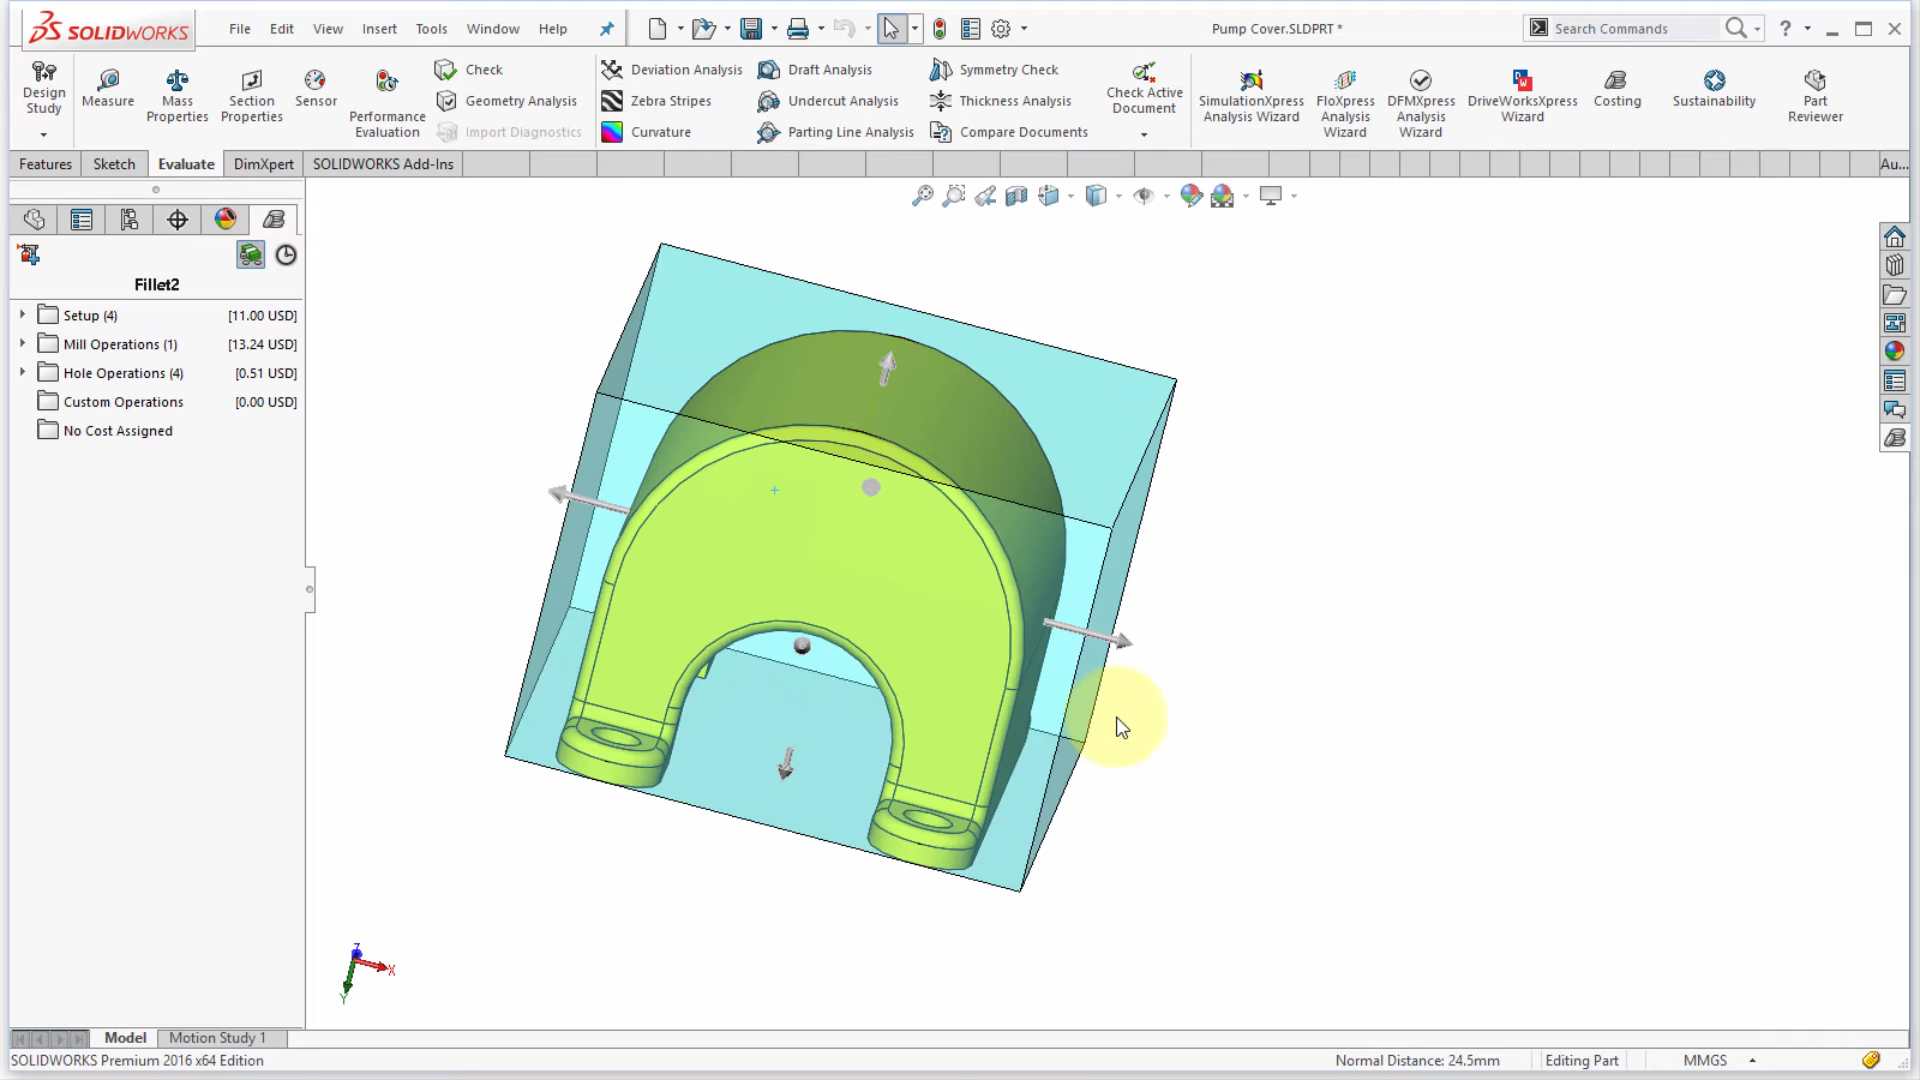 SOLIDWORKS File Edit View Insert Tools Window Help Pump Cover.SLDPRT * Search Commands ?
Design Study
Measure
Mass Properties
Section Properties
Sensor
Performance Evaluation
Check
Geometry Analysis
Import Diagnostics
Deviation Analysis
Zebra Stripes
Curvature
Draft Analysis
Undercut Analysis
Parting Line Analysis
Symmetry Check
Thickness Analysis
Compare Documents
Check Active Document
SimulationXpress Analysis Wizard
FloXpress Analysis Wizard
DFMXpress Analysis Wizard
DriveWorksXpress Wizard
Costing
Sustainability
Part Reviewer
Features Sketch Evaluate DimXpert SOLIDWORKS Add-Ins Au...
Fillet2
Setup (4) [11.00 USD]
Mill Operations (1) [13.24 USD]
Hole Operations (4) [0.51 USD]
Custom Operations [0.00 USD]
No Cost Assigned
Z
X
Y
Model Motion Study 1
SOLIDWORKS Premium 2016 x64 Edition Normal Distance: 24.5mm Editing Part MMGS